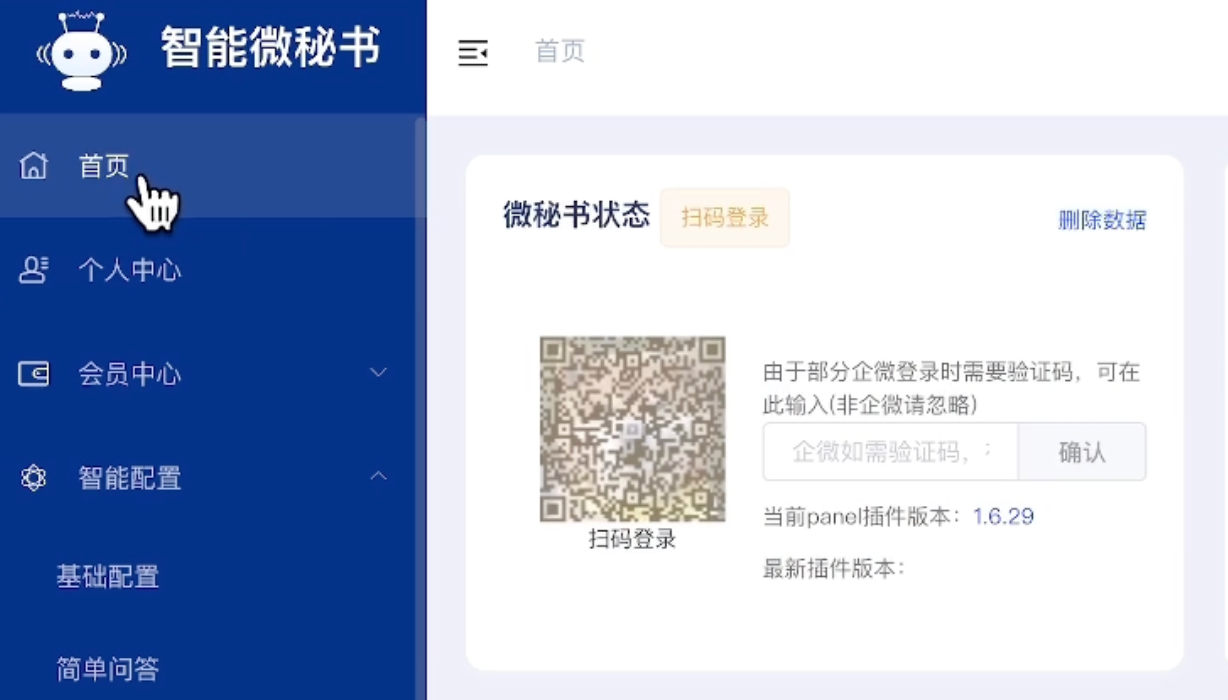 智能微秘书
首页
个人中心
会员中心
智能配置
基础配置
简单问答
首页
微秘书状态
扫码登录
删除数据
扫码登录
由于部分企微登录时需要验证码，可在
此输入(非企微请忽略)
企微如需验证码，
确认
当前panel插件版本：1.6.29
最新插件版本：